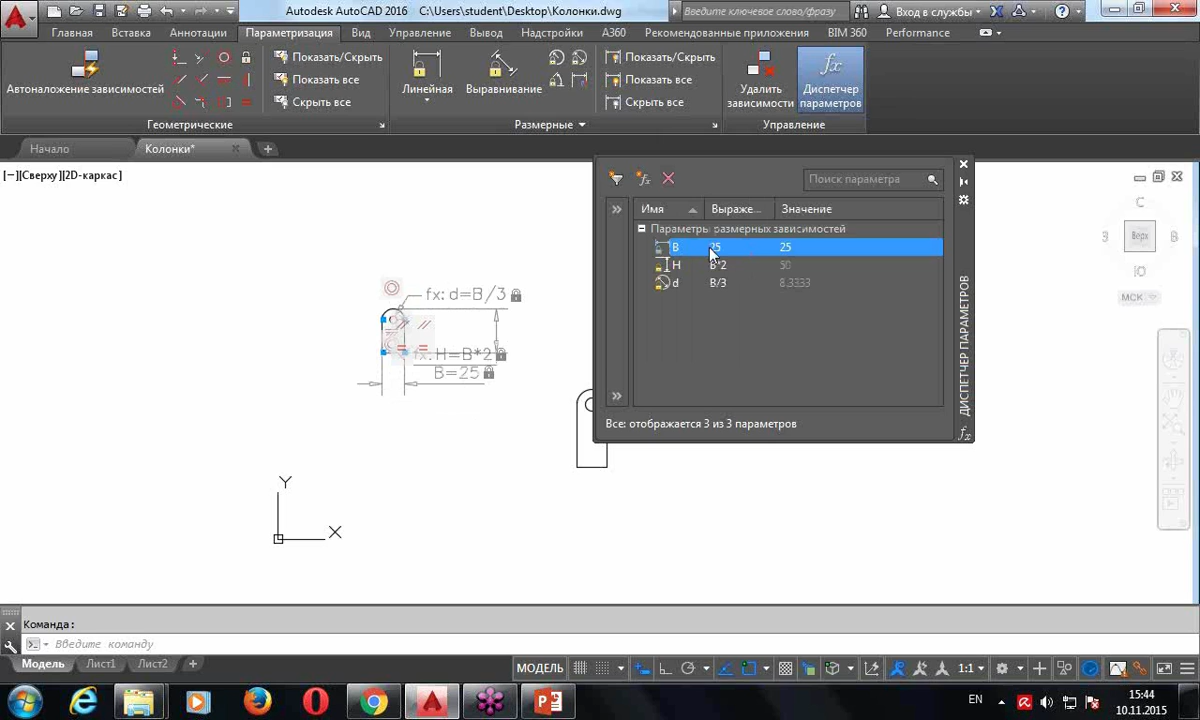 Autodesk AutoCAD 2016 C:\Users\student\Desktop\Колонки.dwg
Введите ключевое слово/фразу
Вход в службы
Главная Вставка Аннотации Параметризация Вид Управление Вывод Надстройки A360 Рекомендованные приложения BIM 360 Performance
Автоналожение зависимостей
Показать/Скрыть
Показать все
Скрыть все
Линейная
Выравнивание
Показать/Скрыть
Показать все
Скрыть все
Удалить
зависимости
fx
Диспетчер
параметров
Геометрические
Размерные
Управление
Начало
Колонки*
[−][Сверху][2D-каркас]
Поиск параметра
Имя Выраже... Значение
Параметры размерных зависимостей
B 25 25
H B*2 50
d B/3 8.3333
Все: отображается 3 из 3 параметров
ДИСПЕТЧЕР ПАРАМЕТРОВ
С
З Верх В
Ю
МСК
fx: d=B/3
fx: H=B*2
B=25
Y
X
Команда:
Введите команду
Модель Лист1 Лист2
МОДЕЛЬ
1:1
EN
15:44
10.11.2015